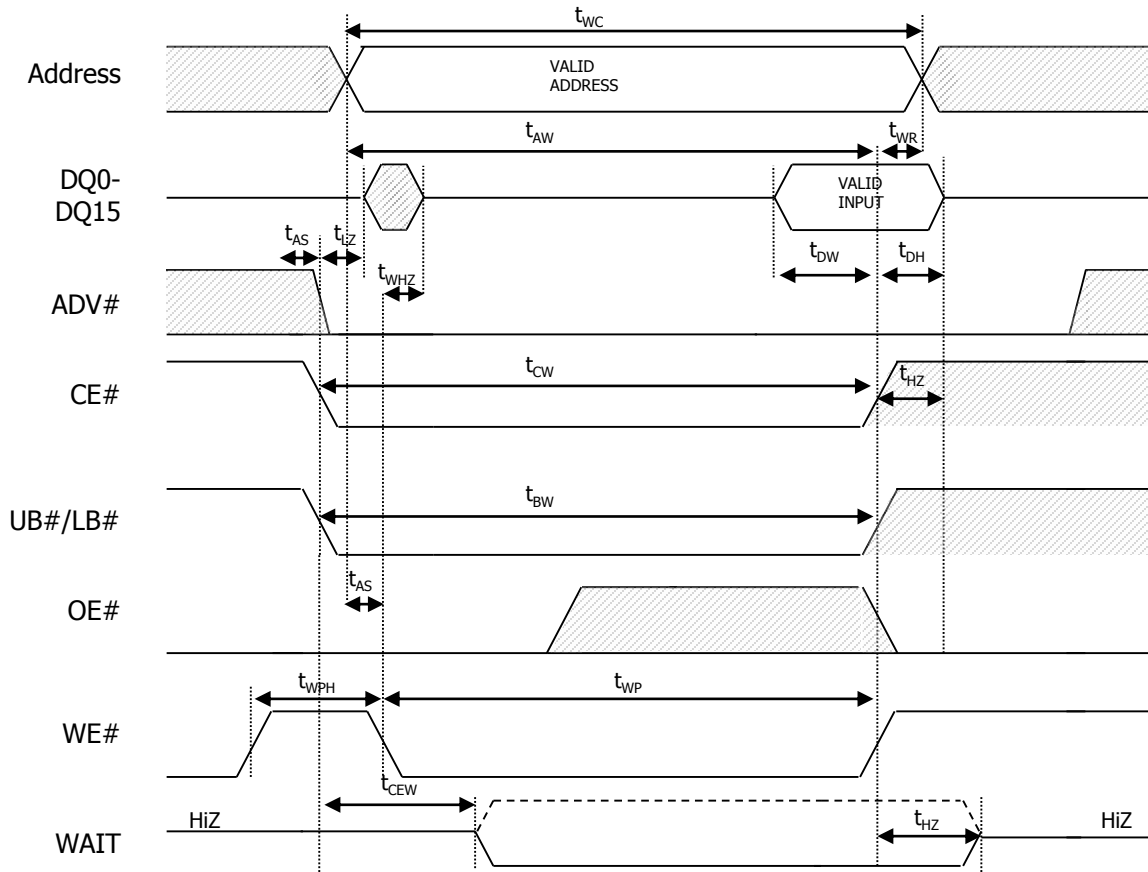 tWC
Address
VALID
ADDRESS
tAW
tWR
DQ0-
DQ15
VALID
INPUT
tAS
tLZ
tDW
tDH
tWHZ
ADV#
tCW
tHZ
CE#
tBW
UB#/LB#
tAS
OE#
tWPH
tWP
WE#
tCEW
HiZ
tHZ
HiZ
WAIT